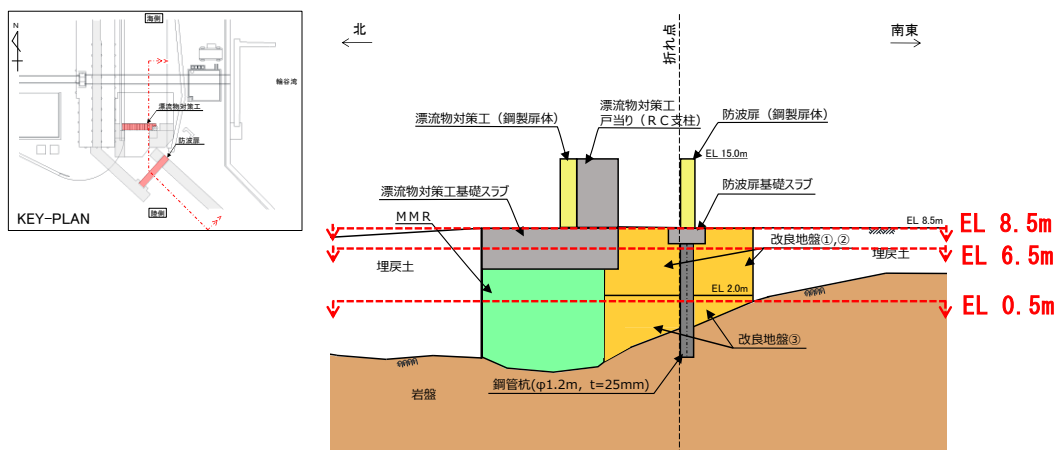 海側
N
輪谷湾
漂流物対策工
防波扉
陸側
KEY-PLAN
北
折れ点
南東
漂流物対策工(鋼製扉体)
漂流物対策工
戸当り(RC支柱)
防波扉(鋼製扉体)
EL 15.0m
漂流物対策工基礎スラブ
防波扉基礎スラブ
MMR
EL 8.5m
EL 8.5m
改良地盤①,②
EL 6.5m
埋戻土
埋戻土
EL 2.0m
EL 0.5m
改良地盤③
鋼管杭(φ1.2m, t=25mm)
岩盤